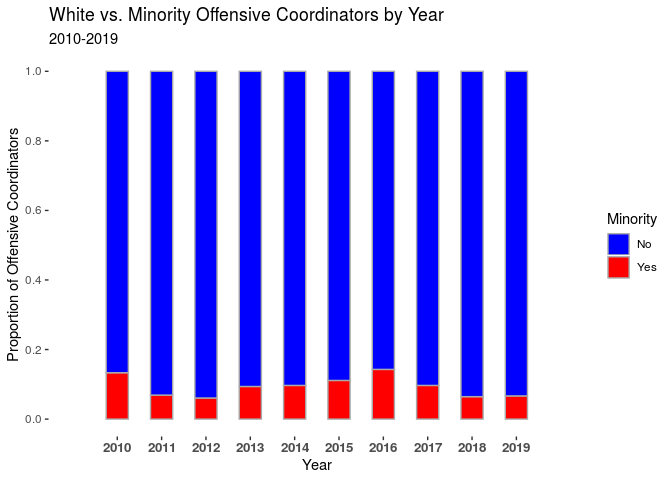 White vs. Minority Offensive Coordinators by Year
2010-2019
Proportion of Offensive Coordinators
1.0
0.8
0.6
0.4
0.2
0.0
2010 2011 2012 2013 2014 2015 2016 2017 2018 2019
Year
Minority
No
Yes